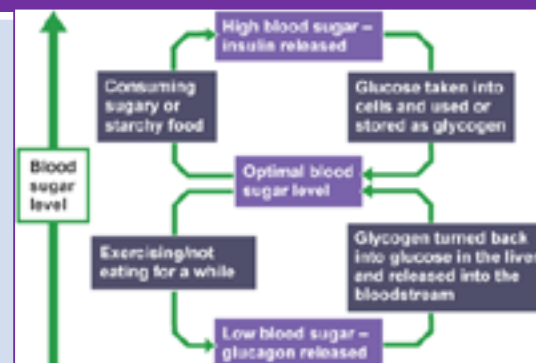 High blood sugar –
insulin released
Consuming
sugary or
starchy food
Glucose taken into
cells and used or
stored as glycogen
Blood
sugar
level
Optimal blood
sugar level
Exercising/not
eating for a while
Glycogen turned back
into glucose in the liver
and released into the
bloodstream
Low blood sugar –
glucagon released